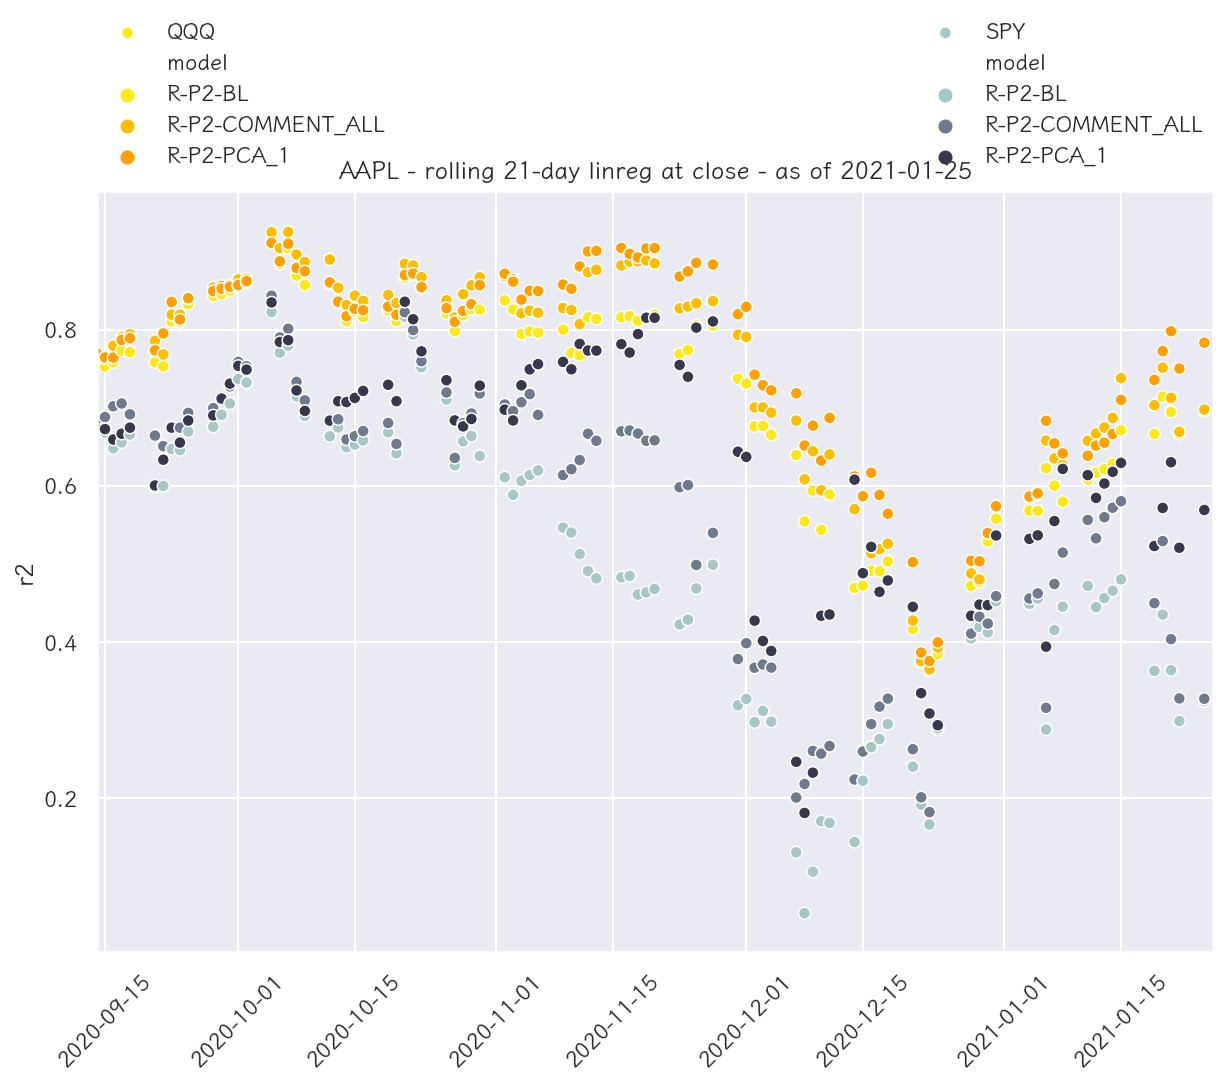 QQQ
model
R-P2-BL
R-P2-COMMENT_ALL
R-P2-PCA_1
SPY
model
R-P2-BL
R-P2-COMMENT_ALL
R-P2-PCA_1
AAPL - rolling 21-day linreg at close - as of 2021-01-25
r2
0.8
0.6
0.4
0.2
2020-09-15
2020-10-01
2020-10-15
2020-11-01
2020-11-15
2020-12-01
2020-12-15
2021-01-01
2021-01-15